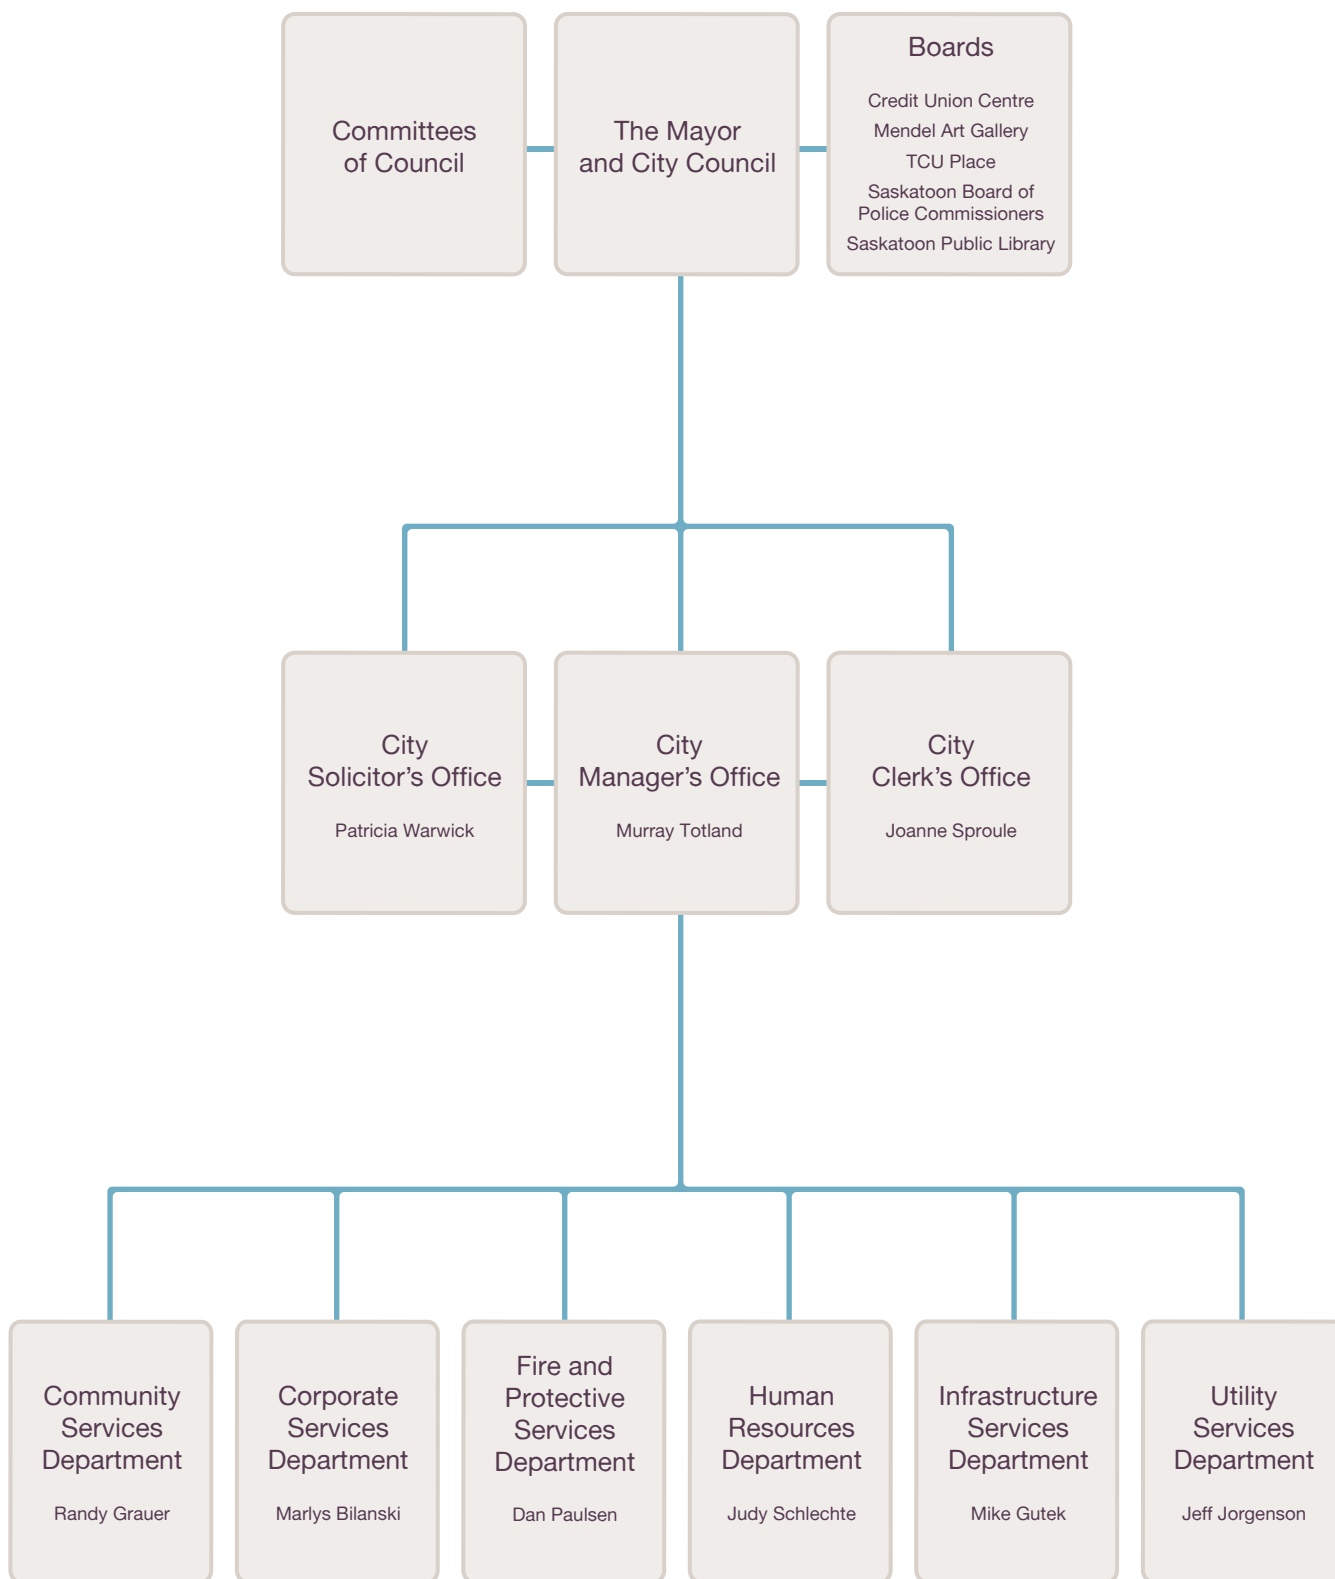 Committees
of Council
The Mayor
and City Council
Boards
Credit Union Centre
Mendel Art Gallery
TCU Place
Saskatoon Board of
Police Commissioners
Saskatoon Public Library
City
Solicitor’s Office
Patricia Warwick
City
Manager’s Office
Murray Totland
City
Clerk’s Office
Joanne Sproule
Community
Services
Department
Randy Grauer
Corporate
Services
Department
Marlys Bilanski
Fire and
Protective
Services
Department
Dan Paulsen
Human
Resources
Department
Judy Schlechte
Infrastructure
Services
Department
Mike Gutek
Utility
Services
Department
Jeff Jorgenson